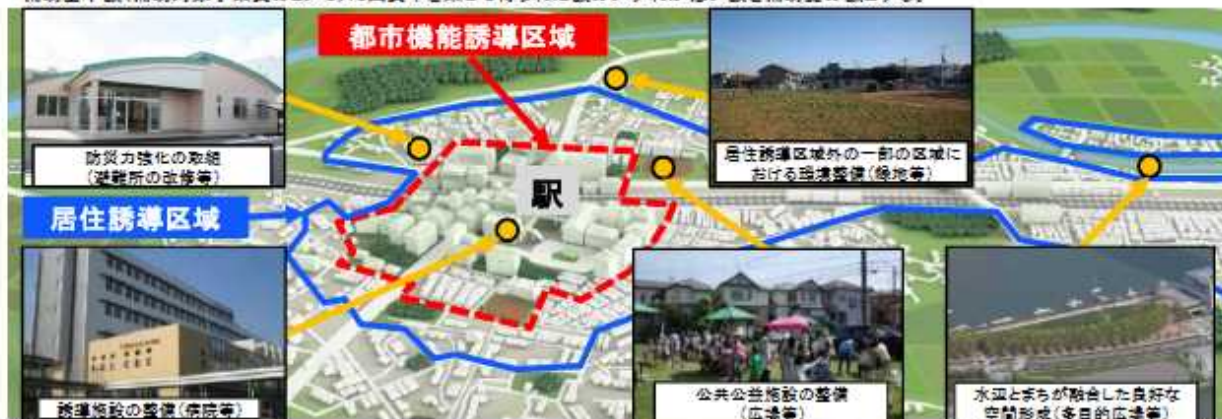 都市機能誘導区域
防災力強化の取組
(避難所の改修等)
居住誘導区域外の一部の区域に
おける環境整備(緑地等)
駅
居住誘導区域
誘導施設の整備(病院等)
公共公益施設の整備
(広場等)
水辺とまちが融合した良好な
空間形成(多目的広場等)